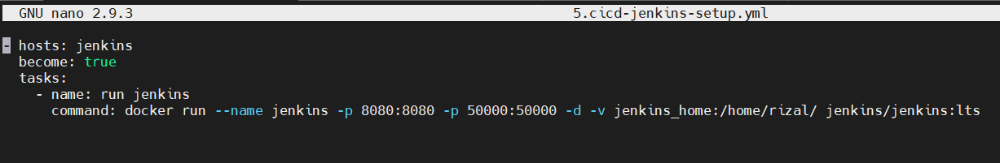 GNU nano 2.9.3 5.cicd-jenkins-setup.yml
- hosts: jenkins
become: true
tasks:
- name: run jenkins
command: docker run --name jenkins -p 8080:8080 -p 50000:50000 -d -v jenkins_home:/home/rizal/ jenkins/jenkins:lts